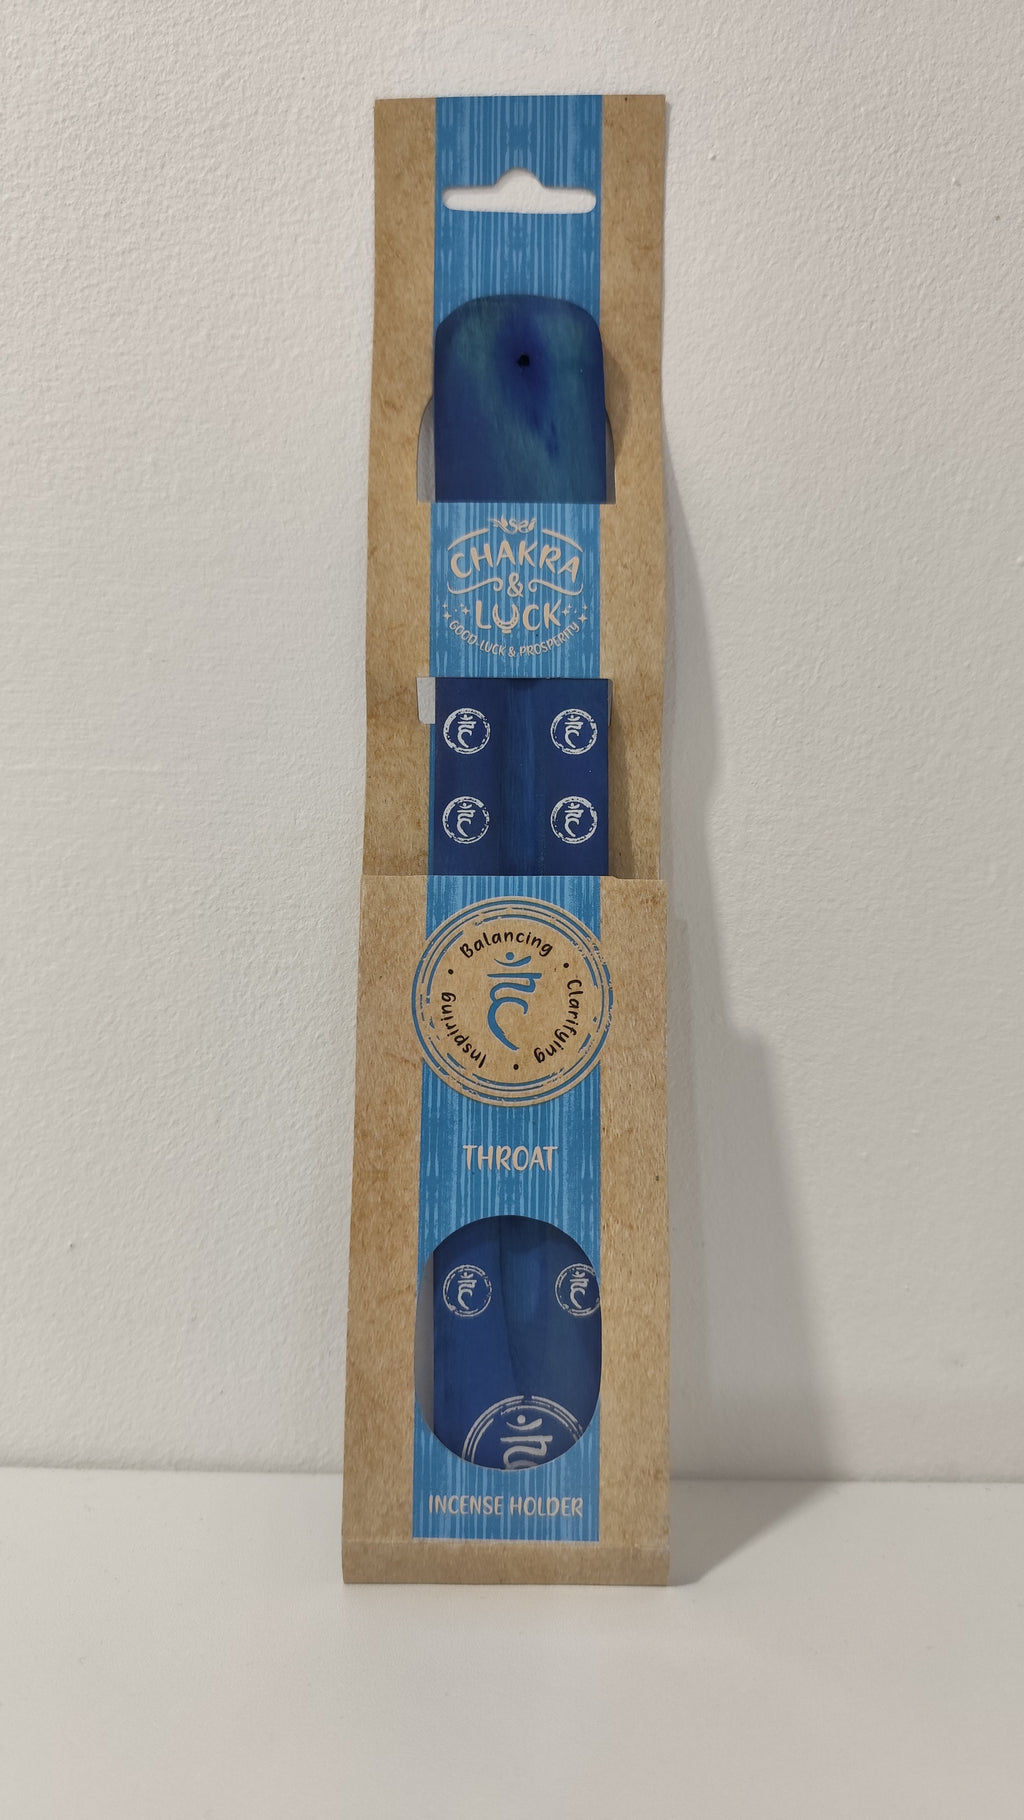 CHAKRA
&
LUCK
GOOD-LUCK & PROSPERITY
Balancing • Clarifying • Inspiring •
हं
THROAT
INCENSE HOLDER